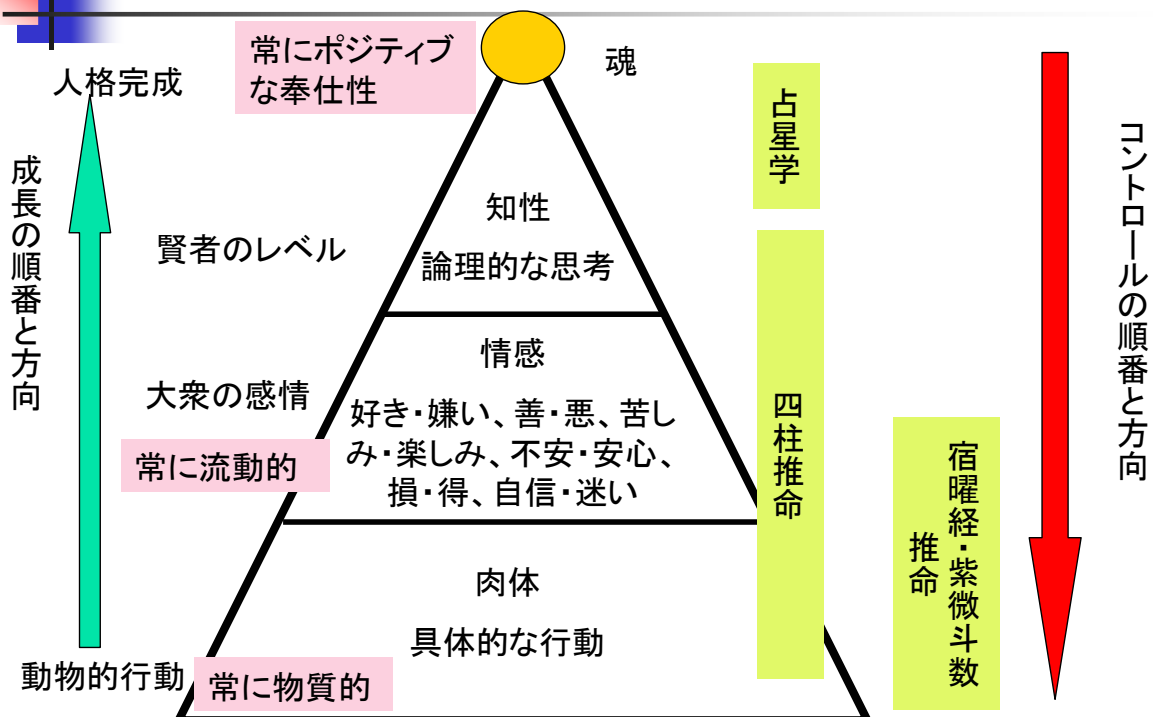 常にポジティブ
な奉仕性
魂
人格完成
成長の順番と方向
占星学
コントロールの順番と方向
知性
論理的な思考
賢者のレベル
情感
大衆の感情
好き・嫌い、善・悪、苦し
み・楽しみ、不安・安心、
損・得、自信・迷い
常に流動的
四柱推命
宿曜経・紫微斗数
推命
肉体
具体的な行動
動物的行動
常に物質的